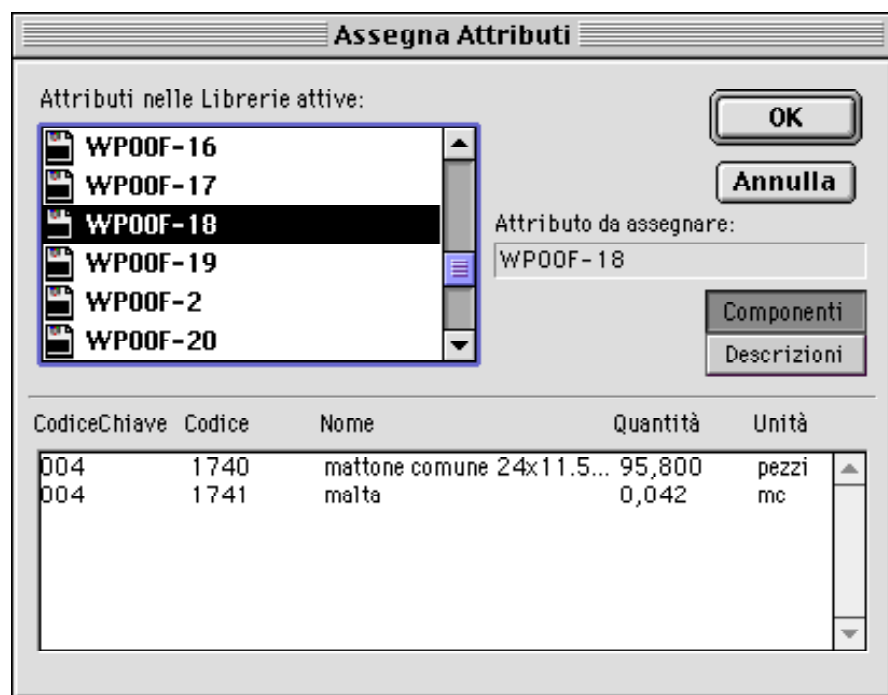 Assegna Attributi
Attributi nelle Librerie attive:
WP00F-16
WP00F-17
WP00F-18
WP00F-19
WP00F-2
WP00F-20
OK
Annulla
Attributo da assegnare:
WP00F-18
Componenti
Descrizioni
CodiceChiave Codice Nome Quantità Unità
004 1740 mattone comune 24x11.5... 95,800 pezzi
004 1741 malta 0,042 mc